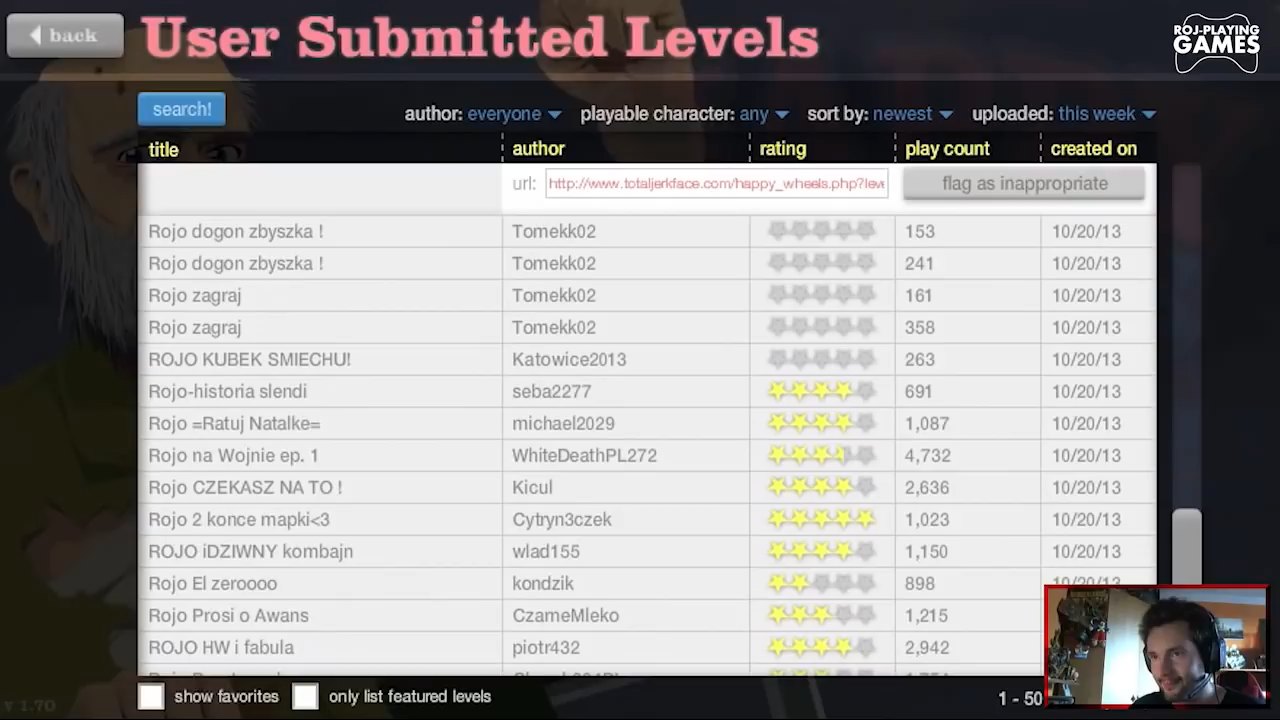 back
User Submitted Levels
ROJ-PLAYING
GAMES
search!
author: everyone playable character: any sort by: newest uploaded: this week
title author rating play count created on
url: http://www.totaljerkface.com/happy_wheels.php?leve flag as inappropriate
Rojo dogon zbyszka ! Tomekk02 153 10/20/13
Rojo dogon zbyszka ! Tomekk02 241 10/20/13
Rojo zagraj Tomekk02 161 10/20/13
Rojo zagraj Tomekk02 358 10/20/13
ROJO KUBEK SMIECHU! Katowice2013 263 10/20/13
Rojo-historia slendi seba2277 691 10/20/13
Rojo =Ratuj Natalke= michael2029 1,087 10/20/13
Rojo na Wojnie ep. 1 WhiteDeathPL272 4,732 10/20/13
Rojo CZEKASZ NA TO ! Kicul 2,636 10/20/13
Rojo 2 konce mapki<3 Cytryn3czek 1,023 10/20/13
ROJO iDZIWNY kombajn wlad155 1,150 10/20/13
Rojo El zeroooo kondzik 898 10/20/13
Rojo Prosi o Awans CzarneMleko 1,215
ROJO HW i fabula piotr432 2,942
show favorites only list featured levels 1 - 50
v 1.70